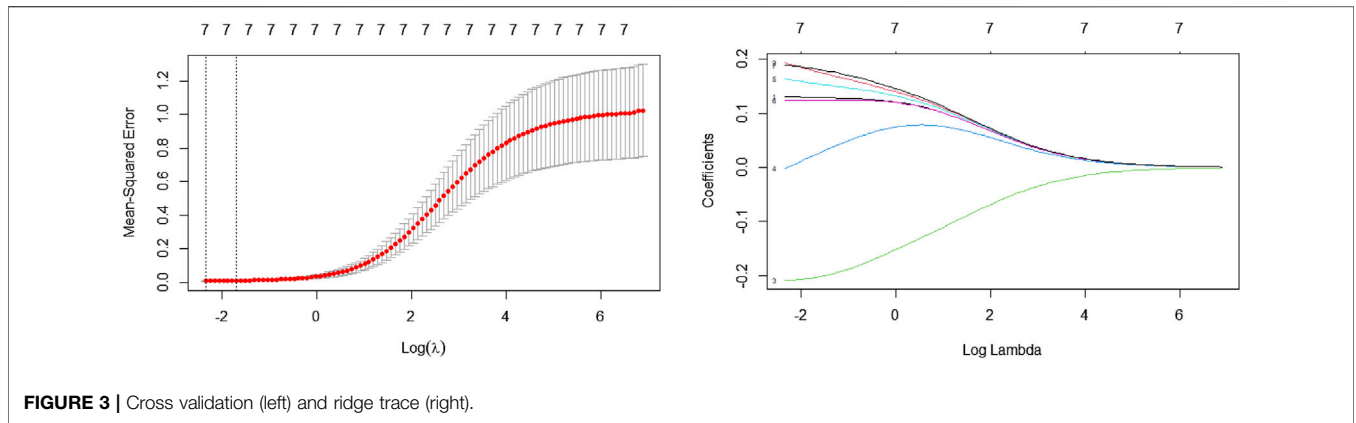 7 7 7 7 7 7 7 7 7 7 7 7 7 7 7 7 7 7 7 7
Mean-Squared Error
0.0 0.2 0.4 0.6 0.8 1.0 1.2
-2 0 2 4 6
Log(λ)
7 7 7 7 7
Coefficients
-0.2 -0.1 0.0 0.1 0.2
5
1
6
4
3
-2 0 2 4 6
Log Lambda
FIGURE 3 | Cross validation (left) and ridge trace (right).